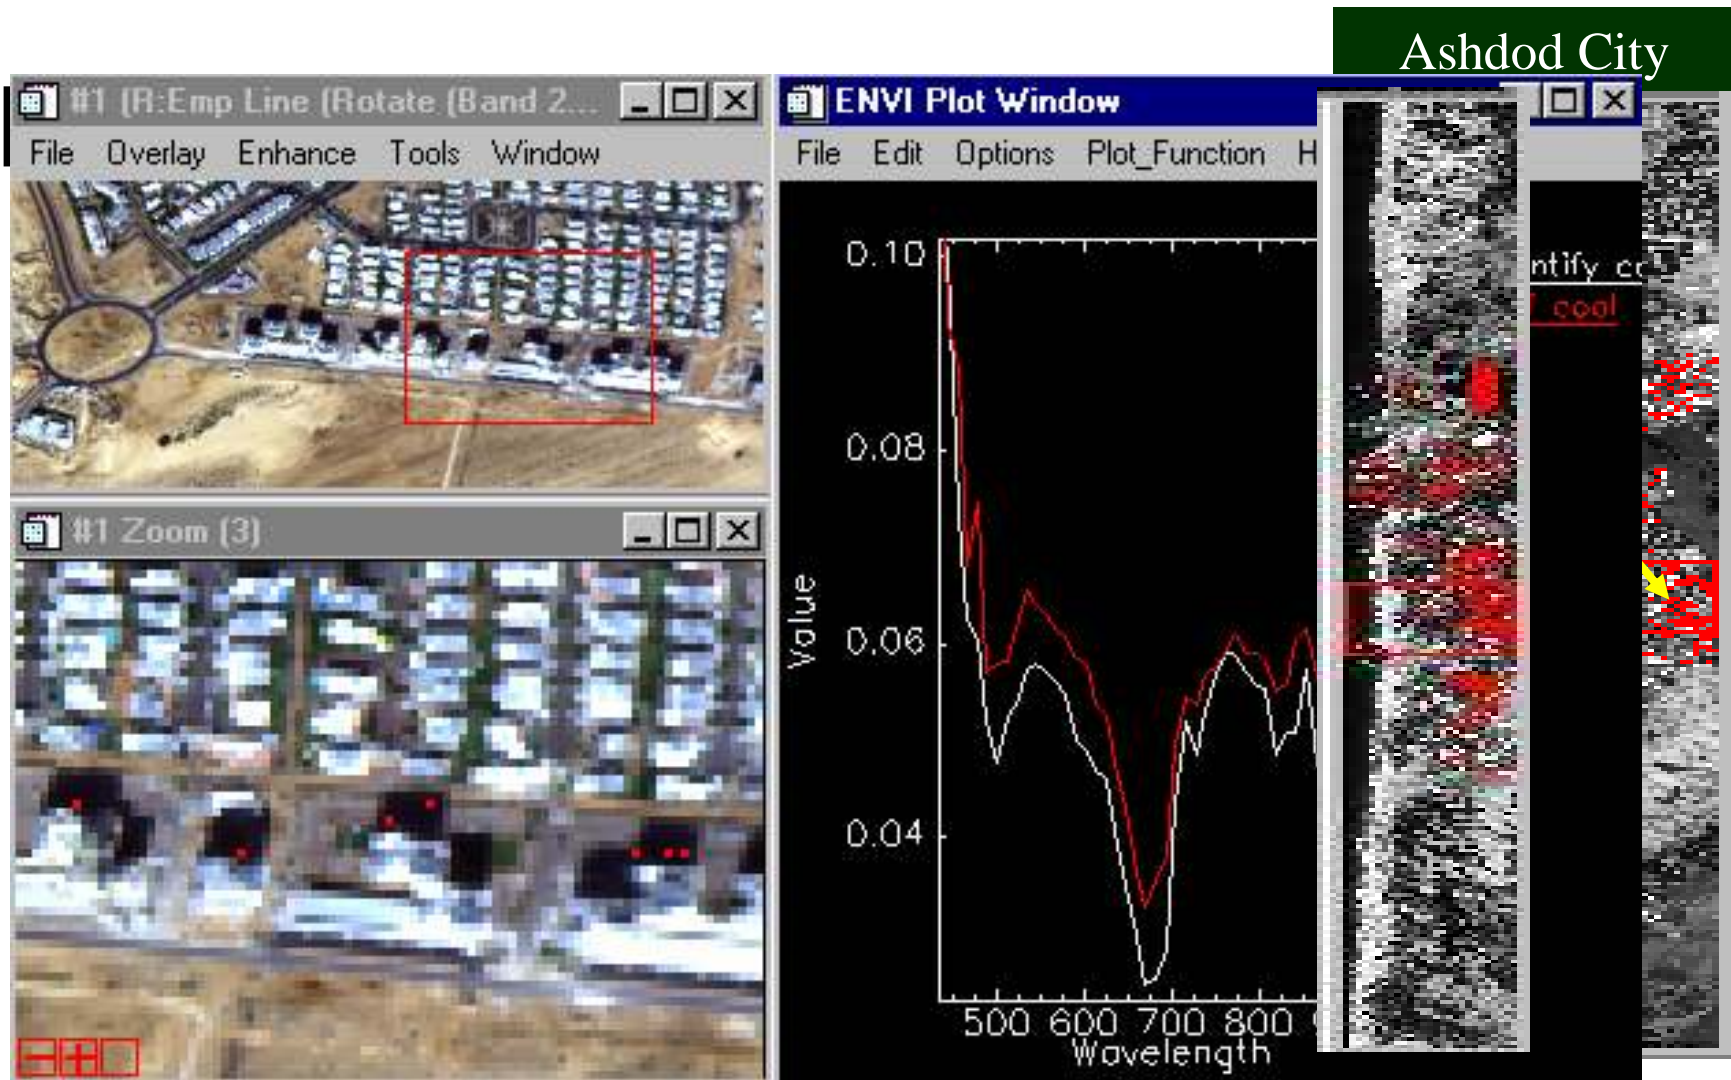 Ashdod City
#1 (R:Emp Line (Rotate (Band 2...
File Overlay Enhance Tools Window
#1 Zoom (3)
ENVI Plot Window
File Edit Options Plot_Function H
0.10
0.08
0.06
0.04
Value
500 600 700 800
Wavelength
ntify
cool